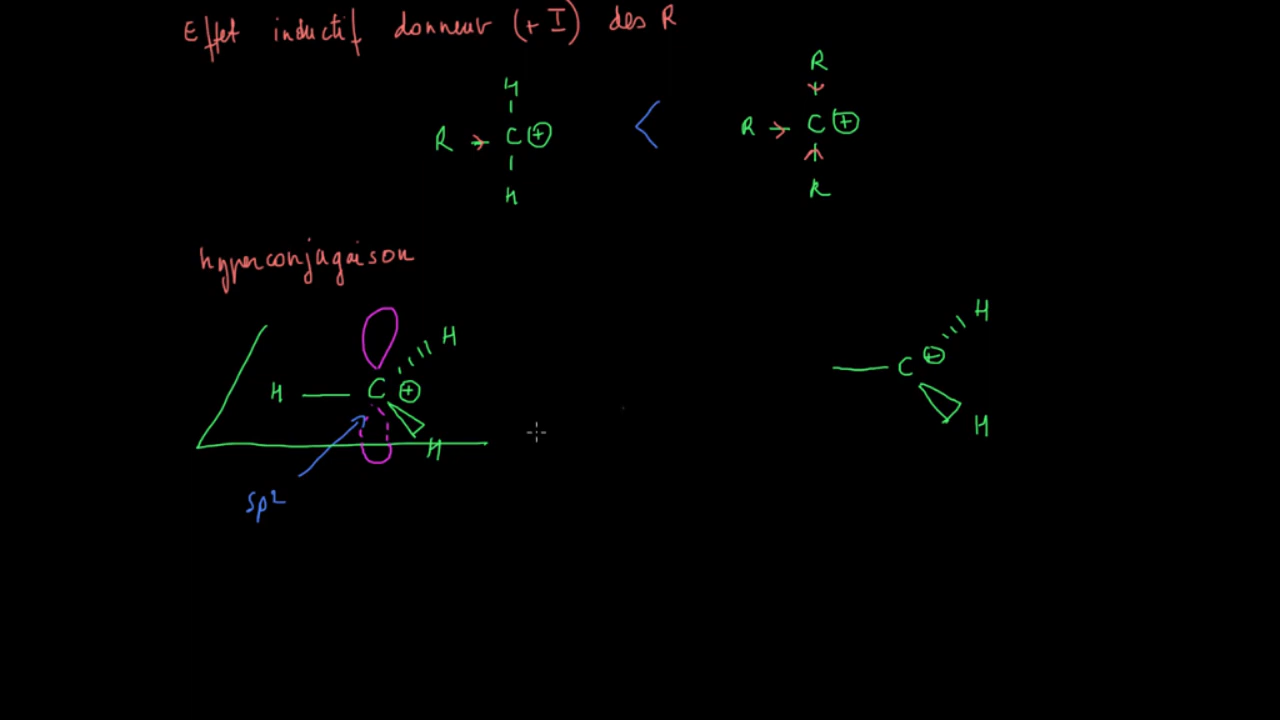 Effet inductif donneur (+ I) des R
H R
R C + < R C +
H R
hyperconjugaison
H H
H C + C +
H H
sp²